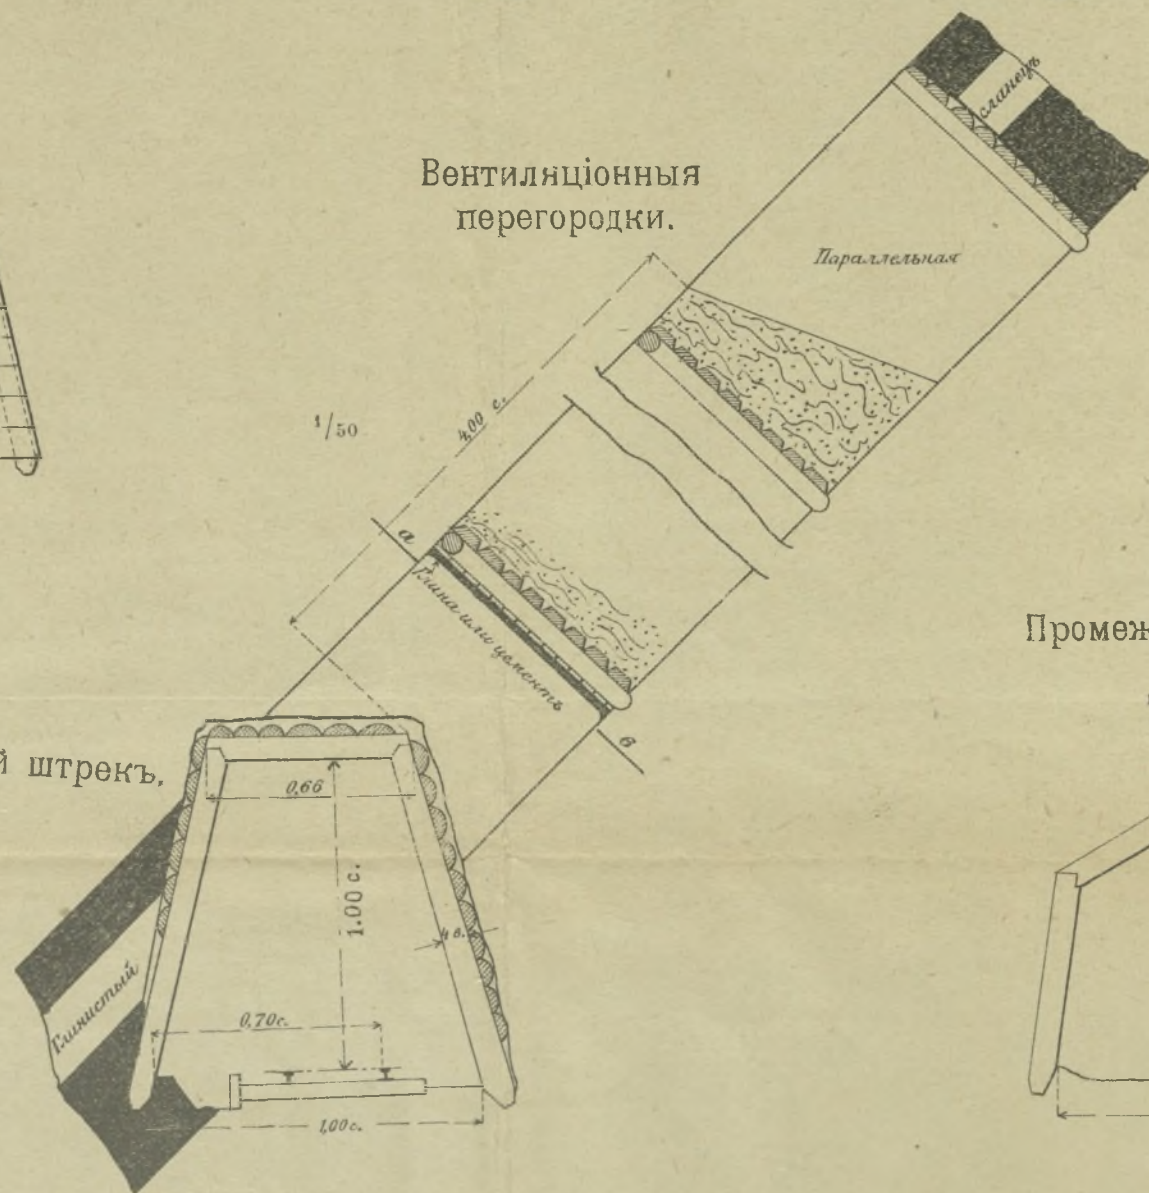 сланецъ
Вентиляціонныя
перегородки.
Параллельная
1/50
4,00 с.
а
Глина или цементъ
в
Промеж
й штрекъ.
0,66
1.00 с.
4 в.
Глинистый
0,70с.
1,00с.